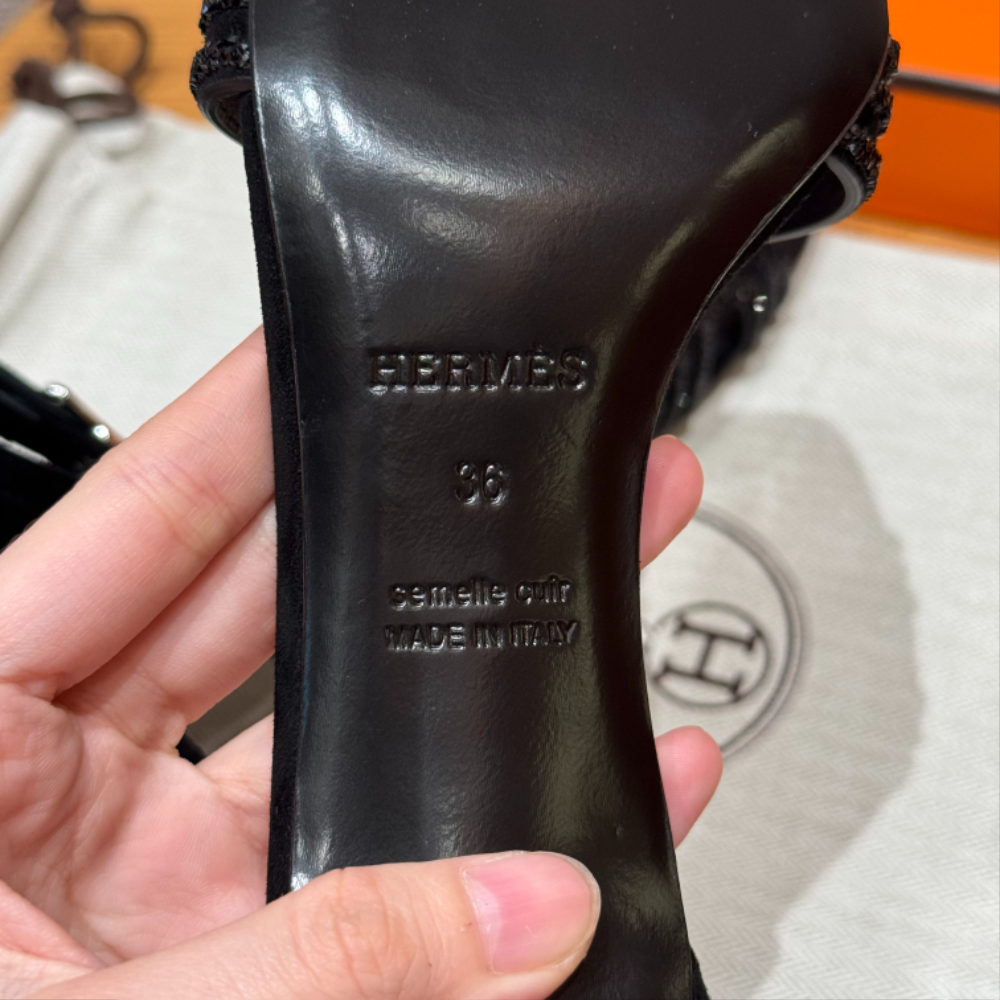 HERMÈS
36
semelle cuir
MADE IN ITALY
H